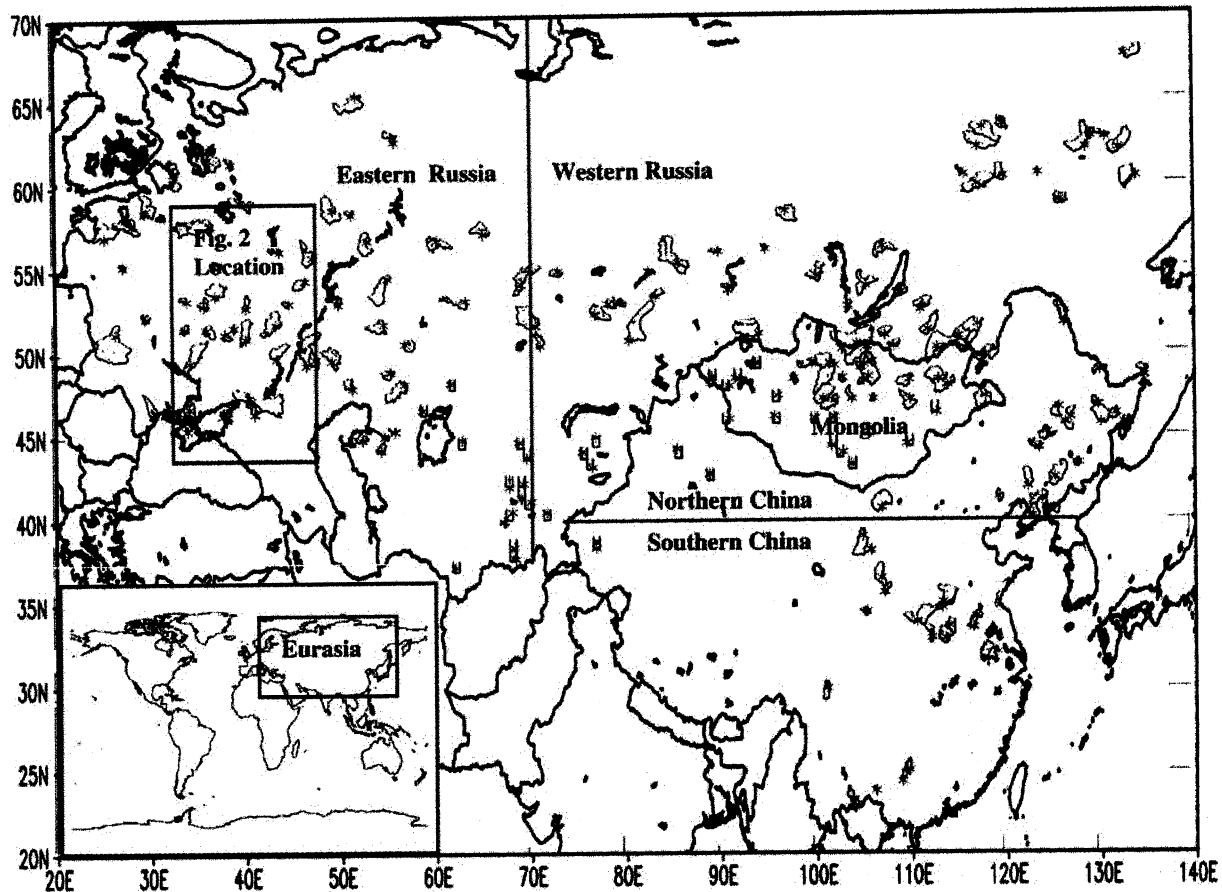 70N
65N
60N
55N
50N
45N
40N
35N
30N
25N
20N
Eastern Russia
Western Russia
Fig. 2
Location
Mongolia
Northern China
Southern China
Eurasia
20E
30E
40E
50E
60E
70E
80E
90E
100E
110E
120E
130E
140E